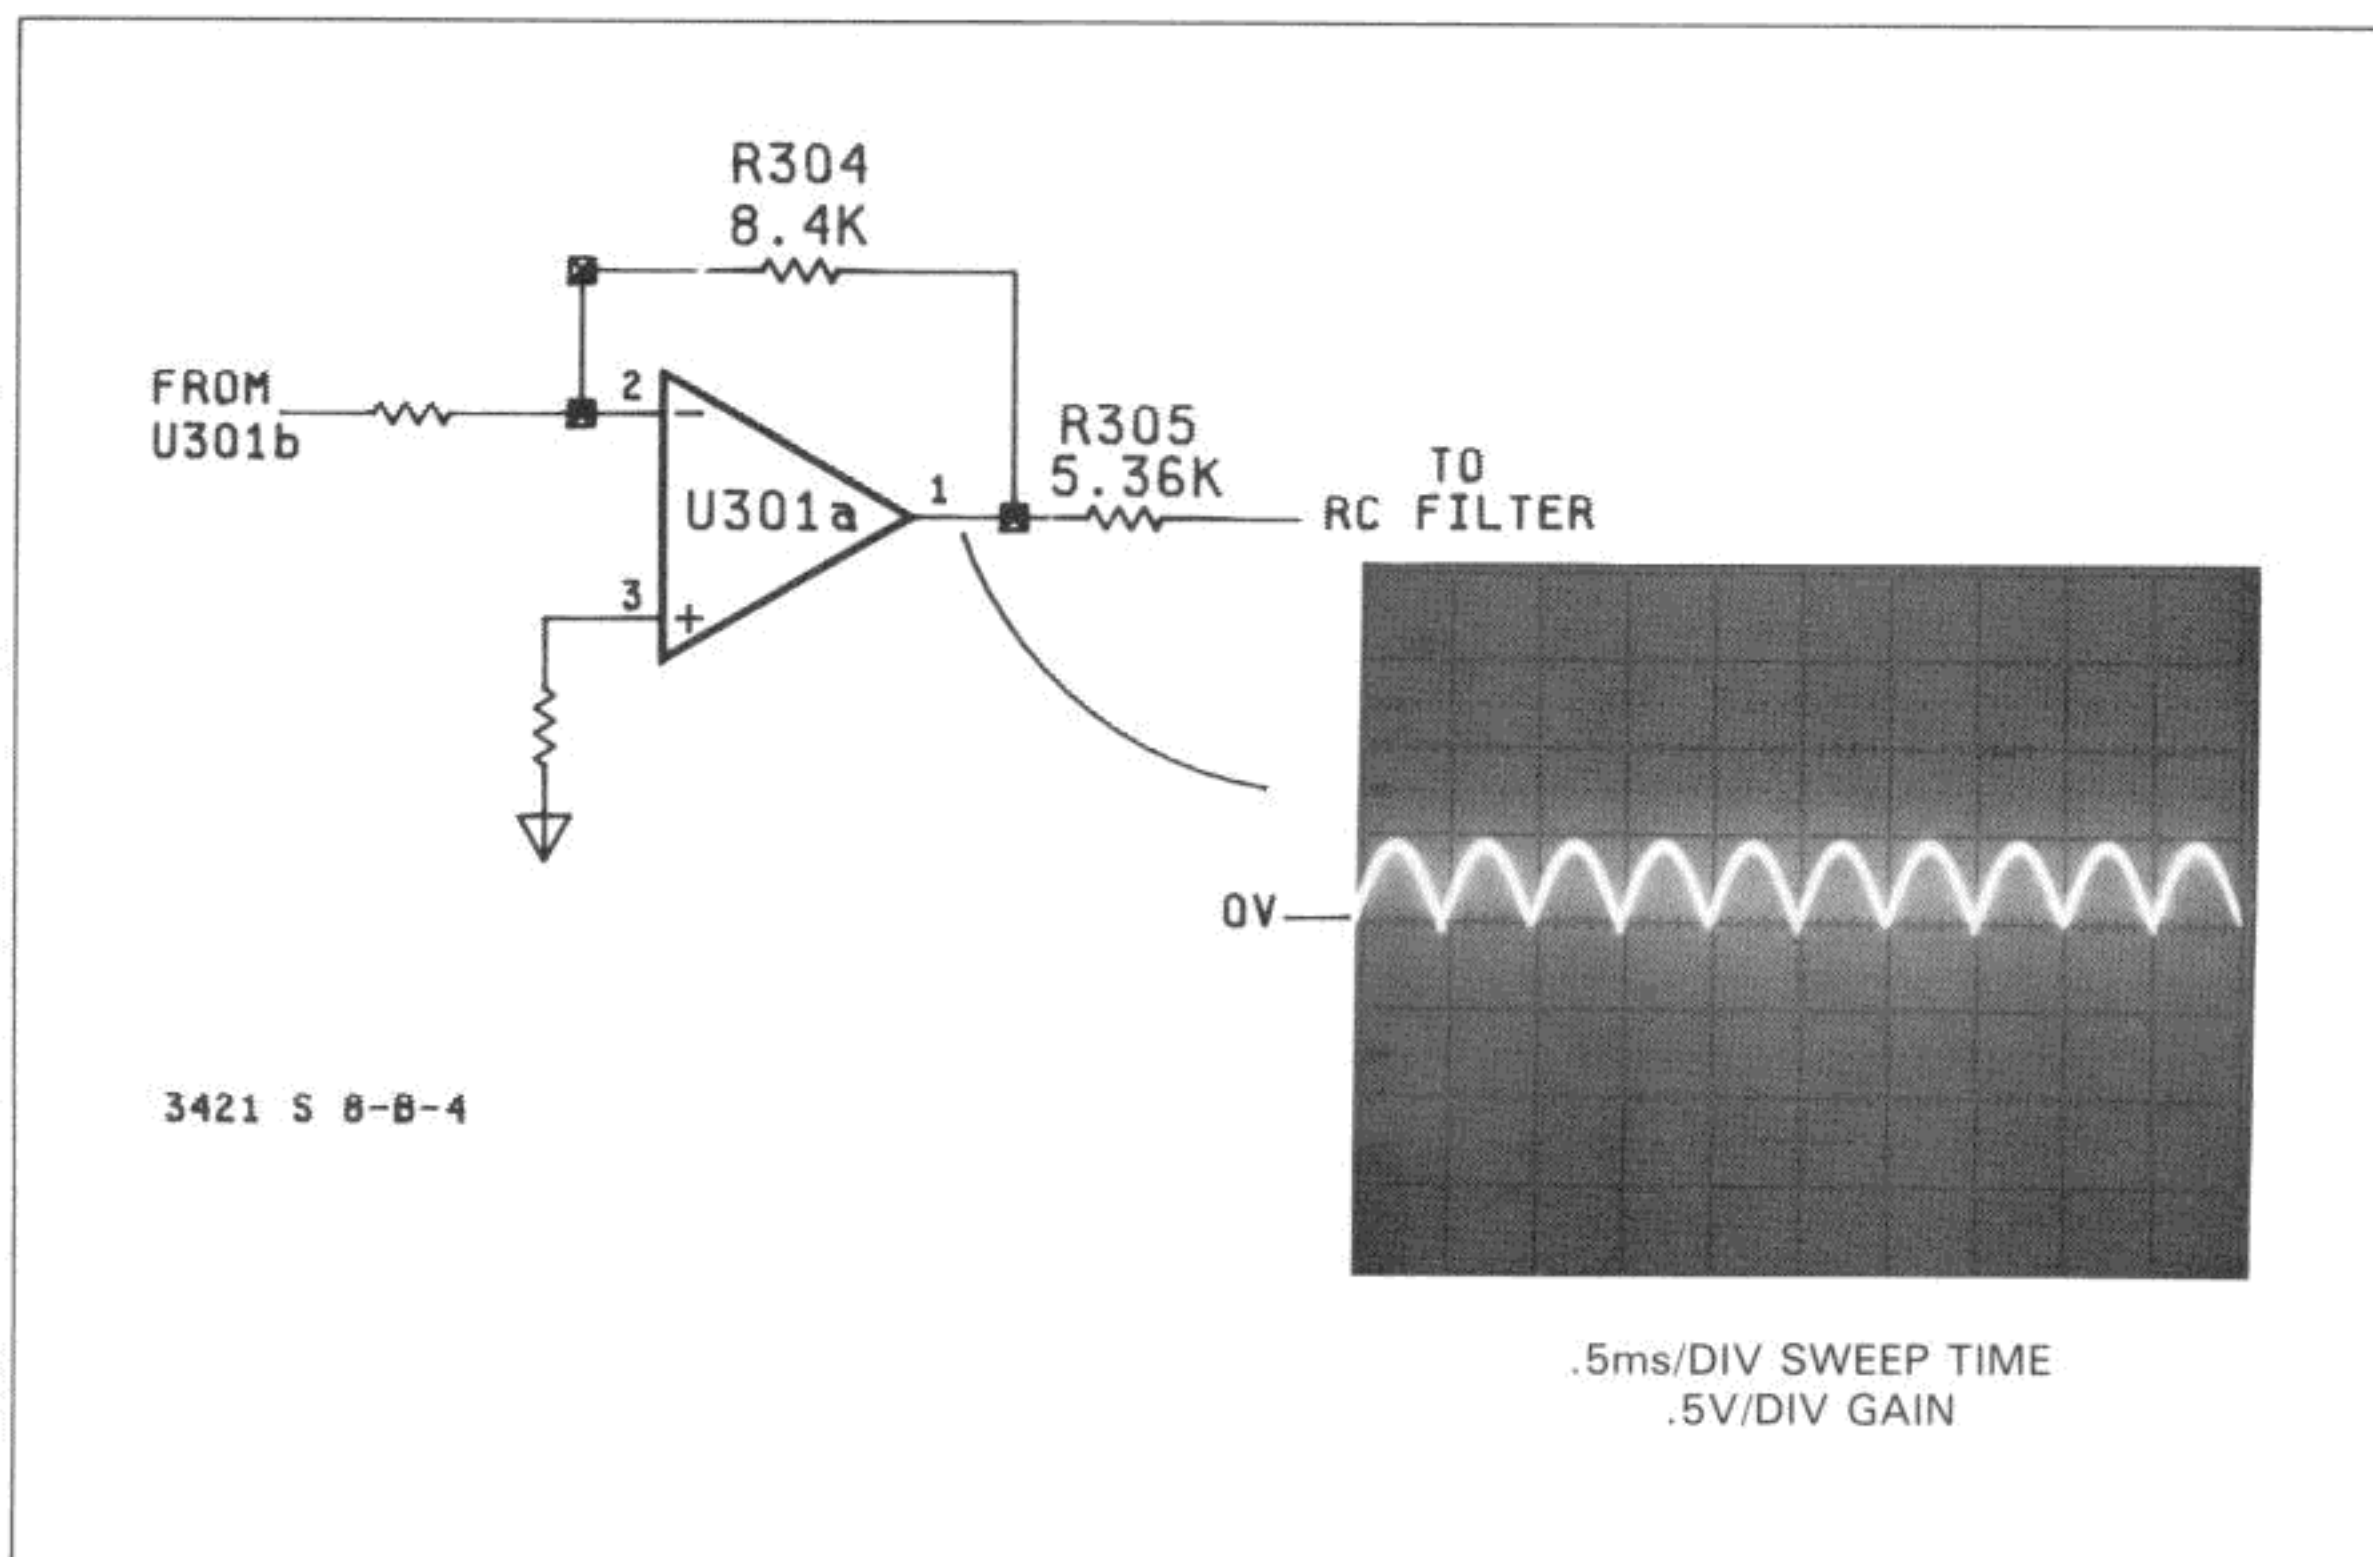 R304
8.4K
FROM
U301b
2
−
U301a
1
3
+
R305
5.36K
TO
RC FILTER
0V
3421 S 8-B-4
.5ms/DIV SWEEP TIME
.5V/DIV GAIN